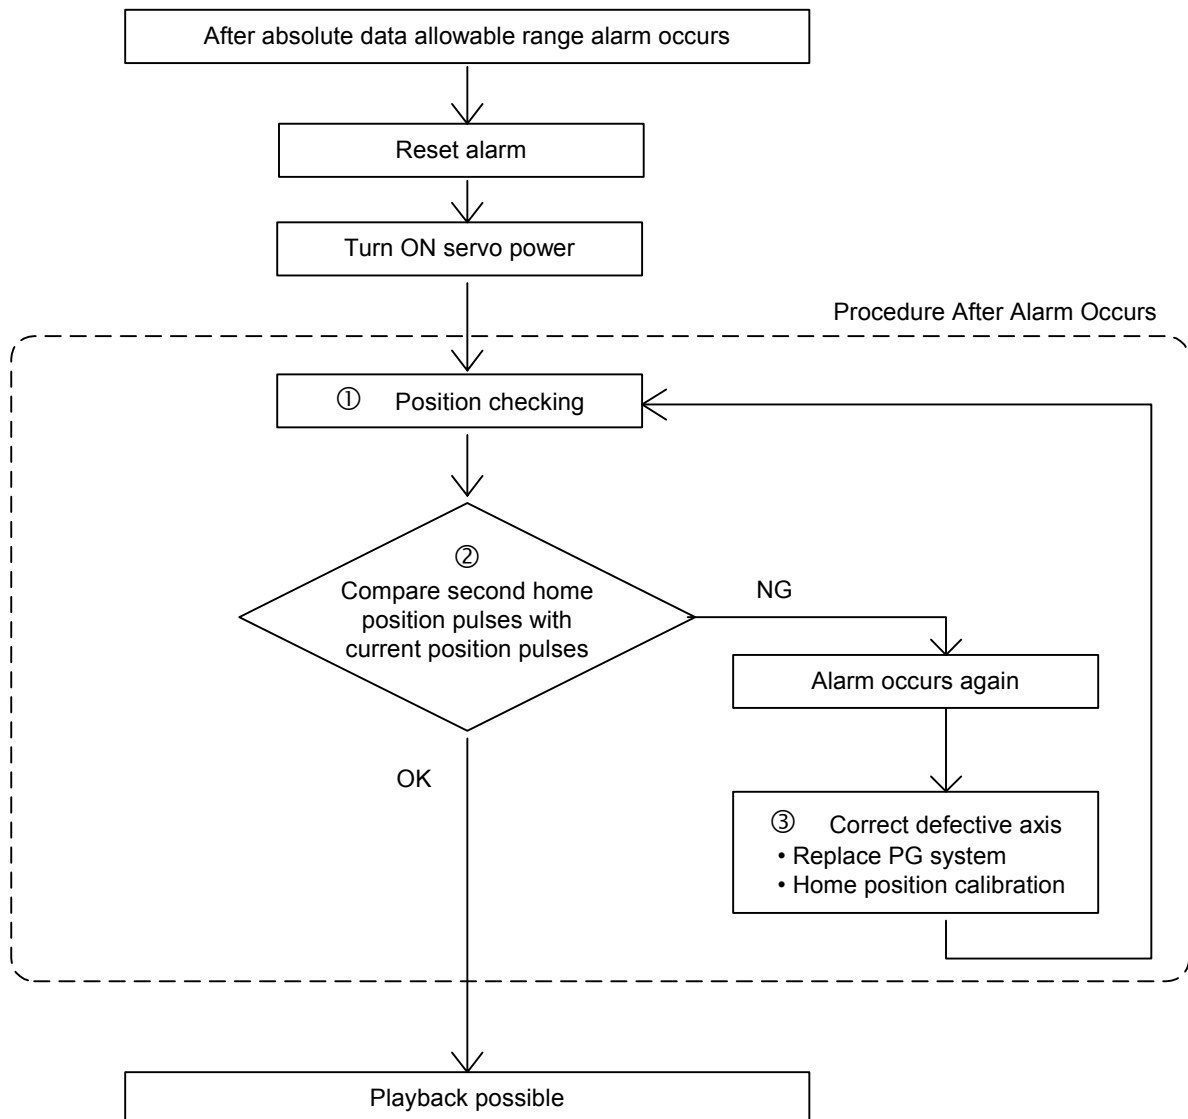 After absolute data allowable range alarm occurs
Reset alarm
Turn ON servo power
Procedure After Alarm Occurs
① Position checking
②
Compare second home
position pulses with
current position pulses
NG
Alarm occurs again
OK
③ Correct defective axis
• Replace PG system
• Home position calibration
Playback possible